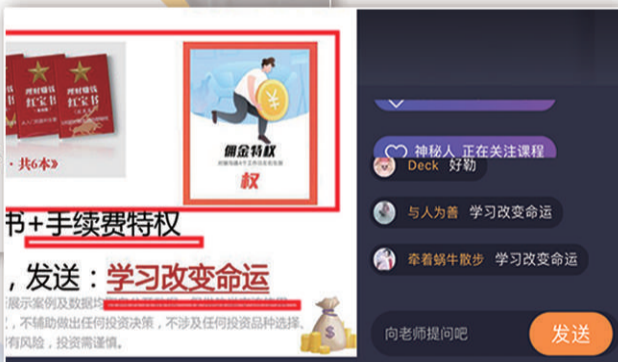 理财赚钱
红宝书
理财赚钱
红宝书
·共6本》
佣金特权
权
书+手续费特权
，发送：学习改变命运
展示案例及数据均
，不辅助做出任何投资决策，不涉及任何投资品种选择、
有风险，投资需谨慎。
$
神秘人 正在关注课程
Deck 好勒
与人为善 学习改变命运
牵着蜗牛散步 学习改变命运
向老师提问吧
发送